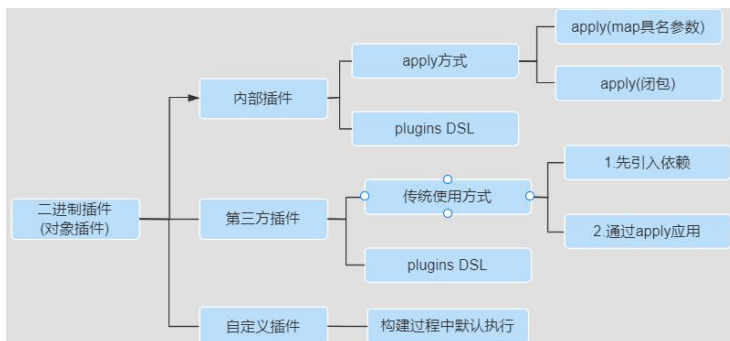 apply(map具名参数)
apply方式
apply(闭包)
内部插件
plugins DSL
1.先引入依赖
传统使用方式
二进制插件
(对象插件)
第三方插件
2.通过apply应用
plugins DSL
自定义插件
构建过程中默认执行